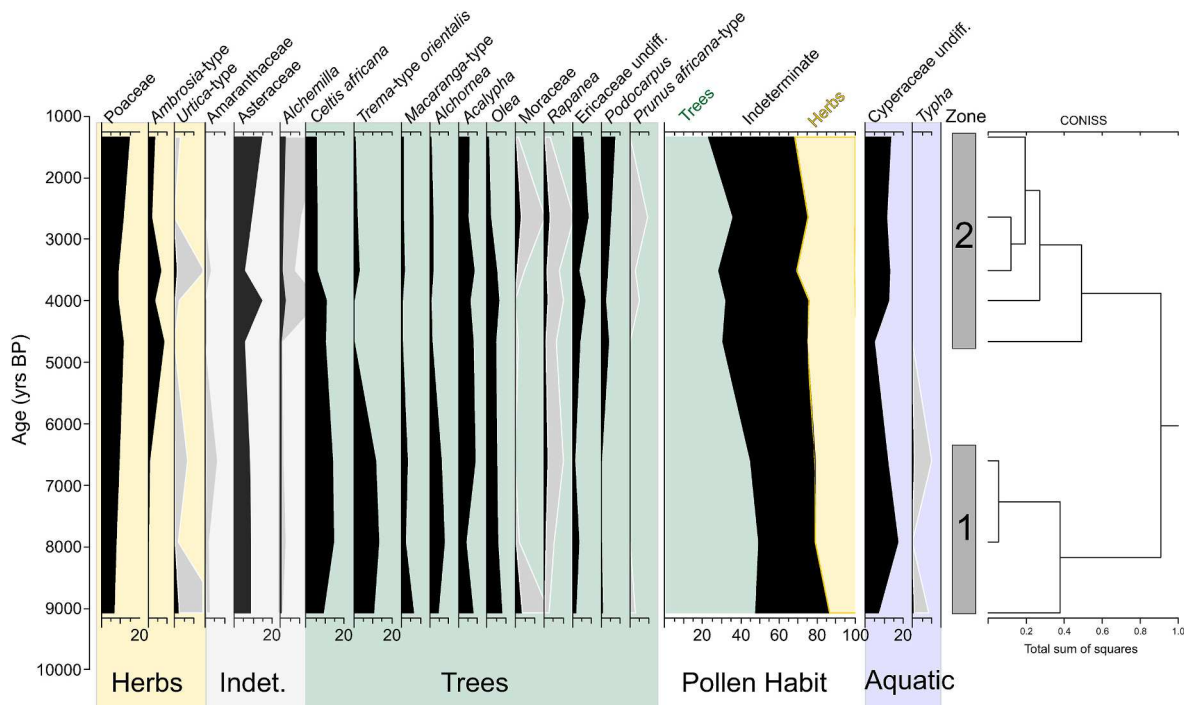 Poaceae
Ambrosia-type
Urtica-type
Amaranthaceae
Asteraceae
Alchemilla
Celtis africana
Trema-type orientalis
Macaranga-type
Alchornea
Acalypha
Olea
Moraceae
Rapanea
Ericaceae undiff.
Podocarpus
Prunus africana-type
Trees
Indeterminate
Herbs
Cyperaceae undiff.
Typha
Zone
CONISS
Age (yrs BP)
1000
2000
3000
4000
5000
6000
7000
8000
9000
10000
2
1
20
20
20
20
20 40 60 80 100
20
0.2 0.4 0.6 0.8 1.0
Total sum of squares
Herbs
Indet.
Trees
Pollen Habit
Aquatic